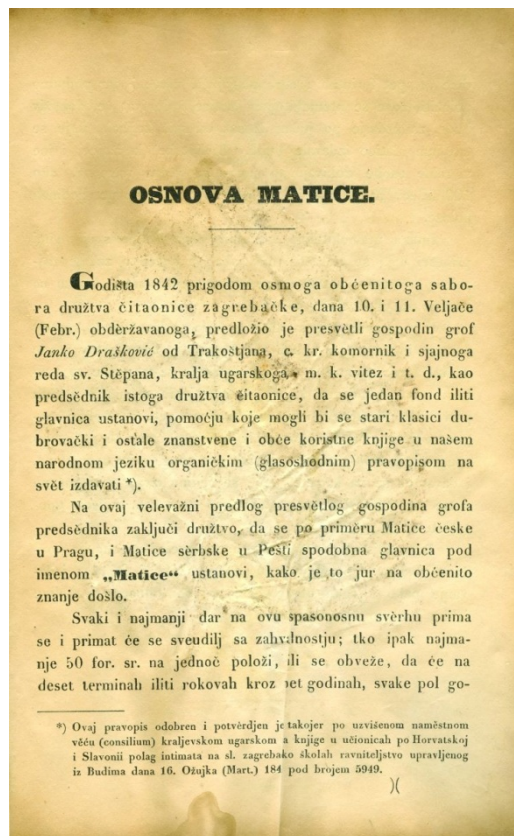 OSNOVA MATICE.
Godišta 1842 prigodom osmoga obćenitoga sabo-
ra družtva čitaonice zagrebačke, dana 10. i 11. Veljače
(Febr.) obděržavanoga, predložio je presvětli gospodin grof
Janko Drašković od Trakoštjana, c. kr. komornik i sjajnoga
reda sv. Stěpana, kralja ugarskoga, m. k. vitez i t. d., kao
predsědnik istoga družtva čitaonice, da se jedan fond iliti
glavnica ustanovi, pomoćju koje mogli bi se stari klasici du-
brovački i ostale znanstvene i obće koristne knjige u našem
narodnom jeziku organičkim (glasoshodnim) pravopisom na
svět izdavati *).
Na ovaj velevažni predlog presvětlog gospodina grofa
predsědnika zaključi družtvo, da se po priměru Matice česke
u Pragu, i Matice sěrbske u Pešti spodobna glavnica pod
imenom „Matice“ ustanovi, kako je to jur na obćenito
znanje došlo.
Svaki i najmanji dar na ovu spasonosnu svěrhu prima
se i primat će se sveudilj sa zahvalnostju; tko ipak najma-
nje 50 for. sr. na jednoč položi, ili se obveže, da će na
deset terminah iliti rokovah kroz pet godinah, svake pol go-
*) Ovaj pravopis odobren i potvěrdjen je takojer po uzvišenom naměstnom
věću (consilium) kraljevskom ugarskom a knjige u učionicah po Horvatskoj
i Slavonii polag intimata na sl. zagrebako školah ravniteljstvo upravljenog
iz Budima dana 16. Ožujka (Mart.) 184 pod brojem 5949.
)(